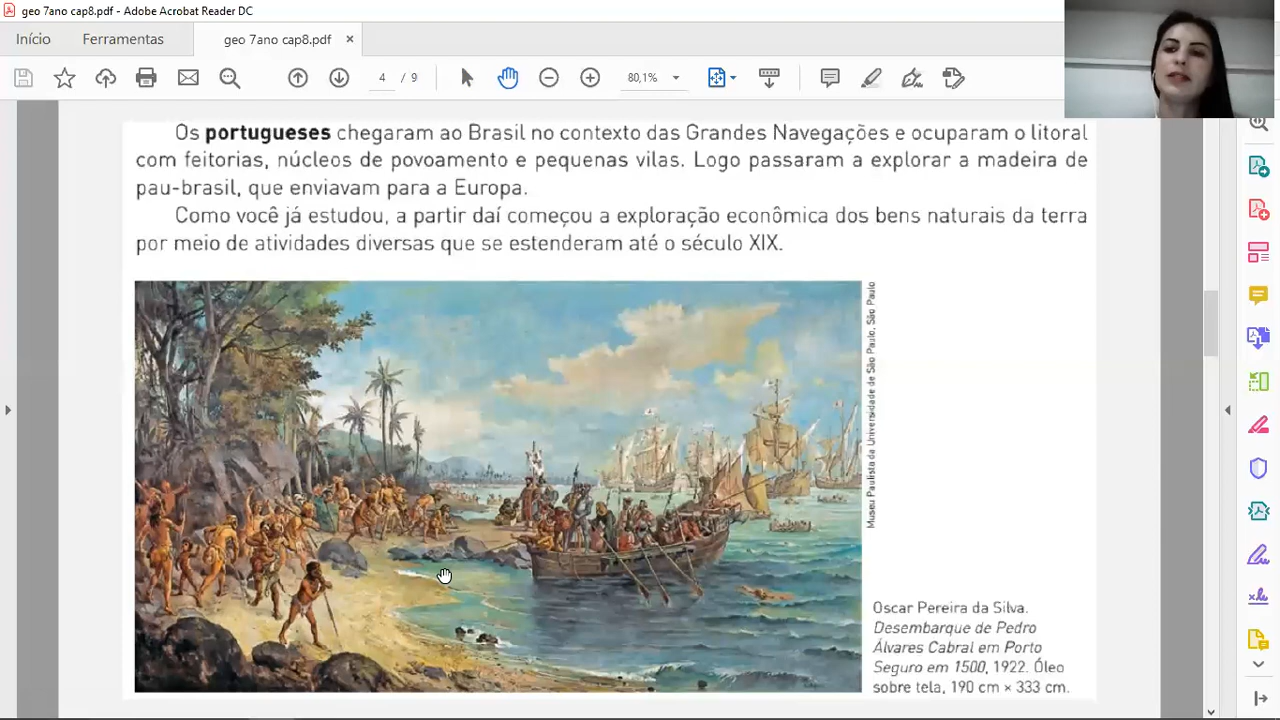 geo 7ano cap8.pdf - Adobe Acrobat Reader DC
Início
Ferramentas
geo 7ano cap8.pdf
×
4 / 9
80,1%
Os portugueses chegaram ao Brasil no contexto das Grandes Navegações e ocuparam o litoral
com feitorias, núcleos de povoamento e pequenas vilas. Logo passaram a explorar a madeira de
pau-brasil, que enviavam para a Europa.
Como você já estudou, a partir daí começou a exploração econômica dos bens naturais da terra
por meio de atividades diversas que se estenderam até o século XIX.
Museu Paulista da Universidade de São Paulo, São Paulo
Oscar Pereira da Silva.
Desembarque de Pedro
Álvares Cabral em Porto
Seguro em 1500, 1922. Óleo
sobre tela, 190 cm × 333 cm.